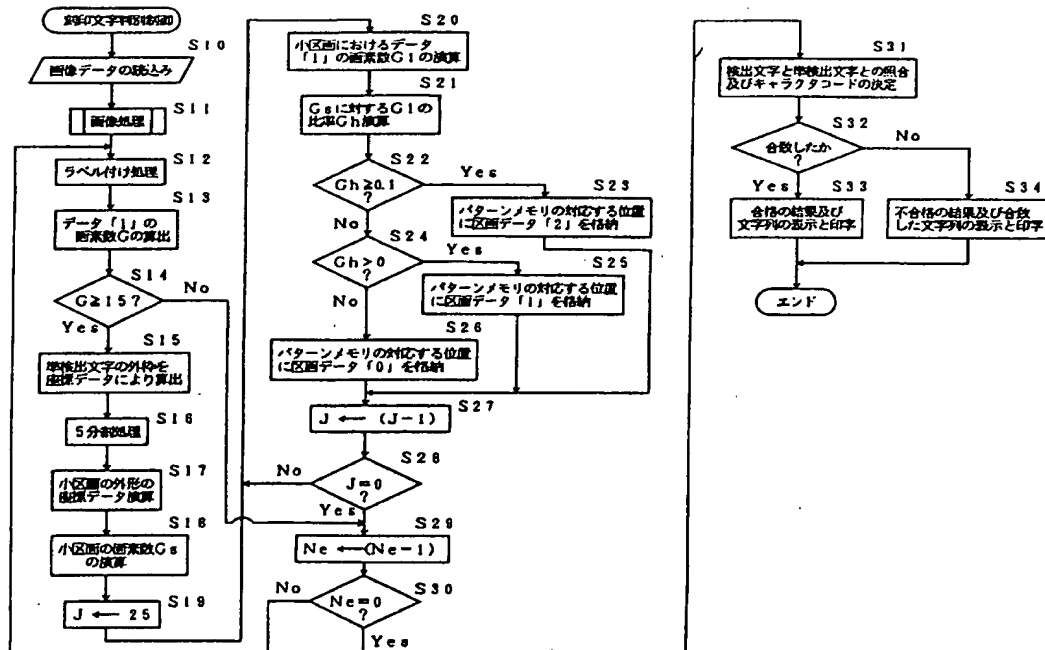 刻印文字判別制御
S10
画像データの読込み
S11
画像処理
S12
ラベル付け処理
S13
データ「1」の
画素数Gの算出
S14
G≧15?
No
Yes
S15
準検出文字の外枠を
座標データにより算出
S16
5分割処理
S17
小区画の外形の
座標データ演算
S18
小区画の画素数Gs
の演算
S19
J ← 25
S20
小区画におけるデータ
「1」の画素数G1の演算
S21
Gsに対するG1の
比率Gh演算
S22
Gh≧0.1
?
Yes
No
S23
パターンメモリの対応する位置
に区画データ「2」を格納
S24
Gh>0
?
Yes
No
S25
パターンメモリの対応する位置
に区画データ「1」を格納
S26
パターンメモリの対応する位置
に区画データ「0」を格納
S27
J ← (J-1)
S28
J=0
?
No
Yes
S29
Ne ←(Ne-1)
S30
Ne=0
?
No
Yes
S31
検出文字と準検出文字との照合
及びキャラクタコードの決定
S32
合致したか
?
No
Yes
S33
合格の結果及び
文字列の表示と印字
S34
不合格の結果及び合致
した文字列の表示と印字
エンド